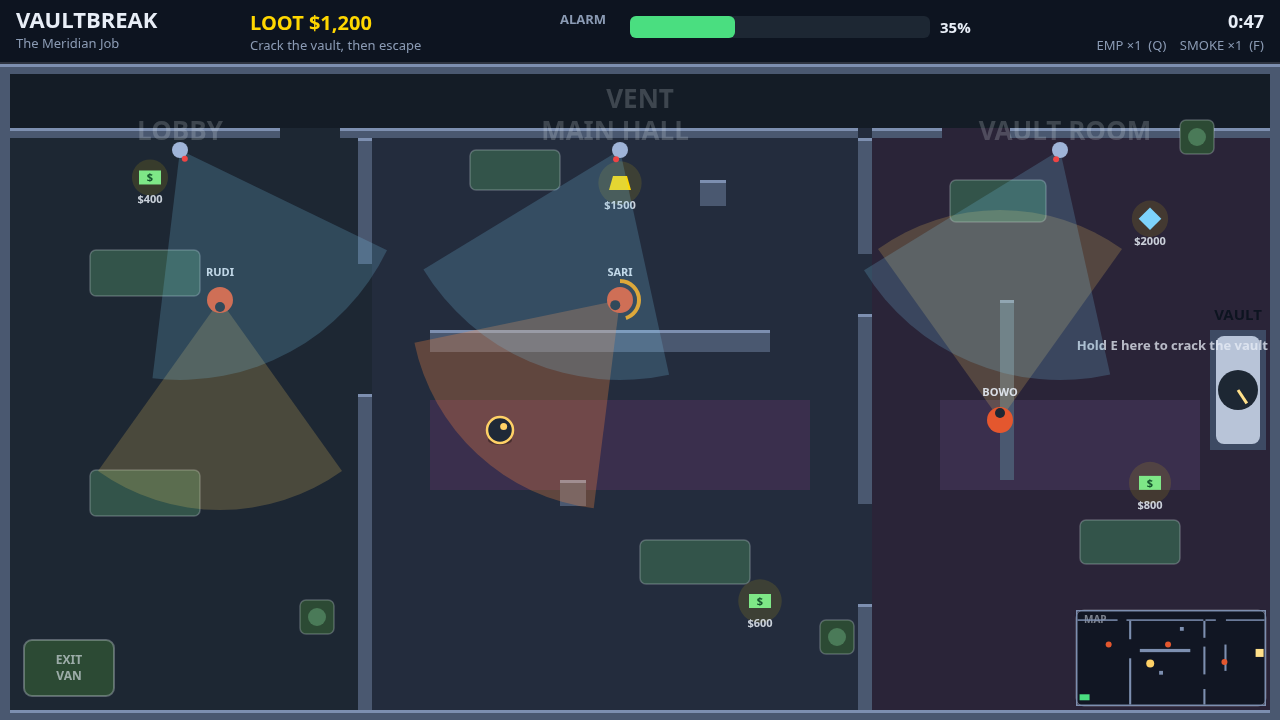 VAULTBREAK
The Meridian Job
LOOT $1,200
Crack the vault, then escape
ALARM
35%
0:47
EMP ×1 (Q) SMOKE ×1 (F)
VENT
LOBBY
MAIN HALL
VAULT ROOM
$
$400
$1500
$2000
RUDI
SARI
VAULT
Hold E here to crack the vault
BOWO
$
$800
$
$600
EXIT
VAN
MAP